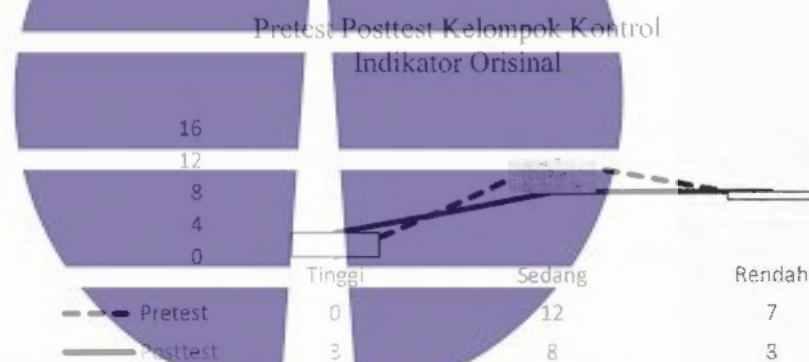 Pretest Posttest Kelompok Kontrol
Indikator Orisinal
16
12
8
4
0
Tinggi Sedang Rendah
Pretest 0 12 7
Posttest 3 8 3